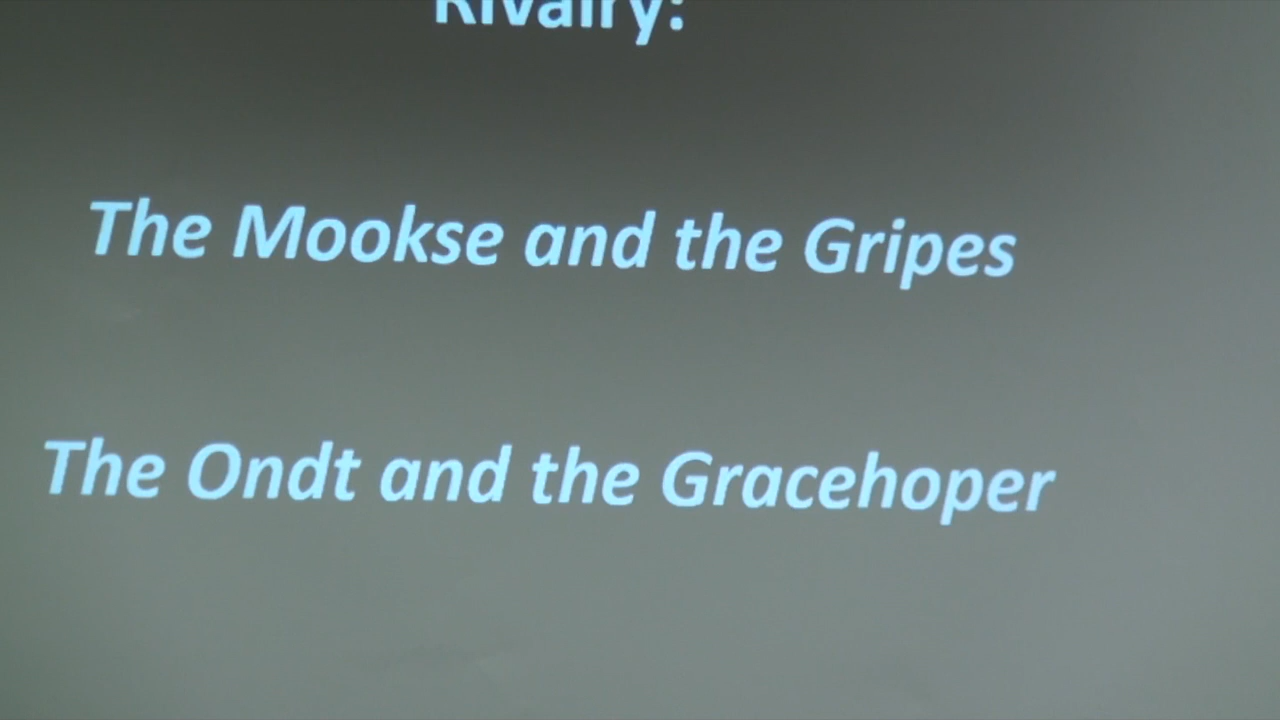 Rivalry:
The Mookse and the Gripes
The Ondt and the Gracehoper